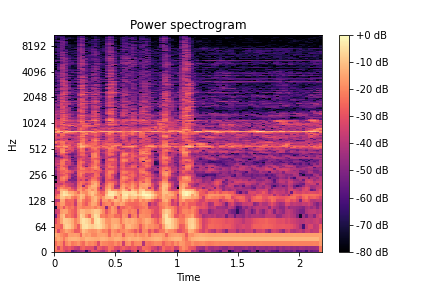 Power spectrogram
8192
4096
2048
1024
512
256
128
64
0
Hz
0 0.5 1 1.5 2
Time
+0 dB
-10 dB
-20 dB
-30 dB
-40 dB
-50 dB
-60 dB
-70 dB
-80 dB